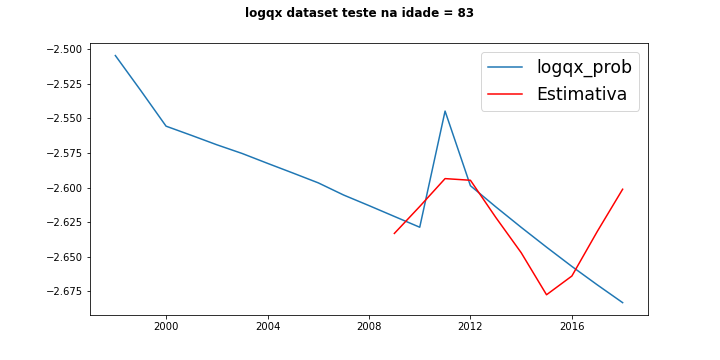 logqx dataset teste na idade = 83
−2.500
−2.525
−2.550
−2.575
−2.600
−2.625
−2.650
−2.675
logqx_prob
Estimativa
2000 2004 2008 2012 2016